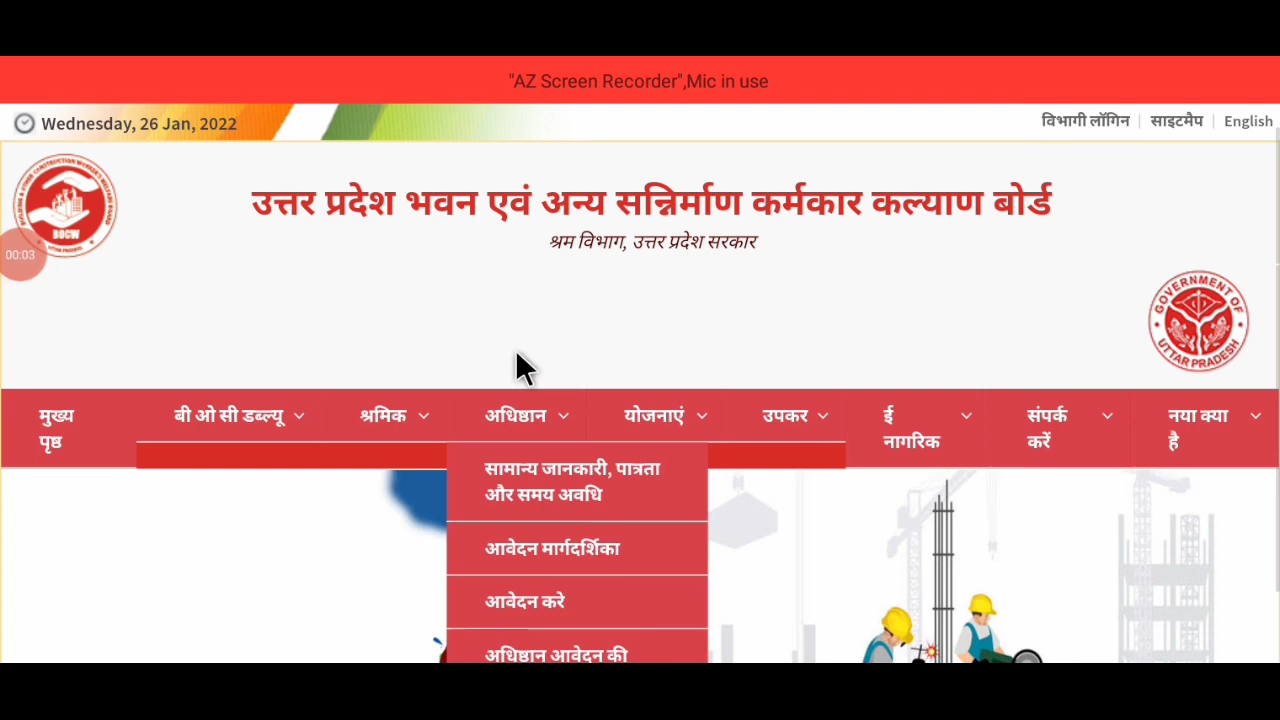 "AZ Screen Recorder",Mic in use
Wednesday, 26 Jan, 2022
विभागी लॉगिन | साइटमैप | English
उत्तर प्रदेश भवन एवं अन्य सन्निर्माण कर्मकार कल्याण बोर्ड
श्रम विभाग, उत्तर प्रदेश सरकार
BOCW
UTTAR PRADESH
00:03
GOVERNMENT OF
UTTAR PRADESH
मुख्य
पृष्ठ
बी ओ सी डब्ल्यू
श्रमिक
अधिष्ठान
योजनाएं
उपकर
ई
नागरिक
संपर्क
करें
नया क्या
है
सामान्य जानकारी, पात्रता
और समय अवधि
आवेदन मार्गदर्शिका
आवेदन करे
अधिष्ठान आवेदन की